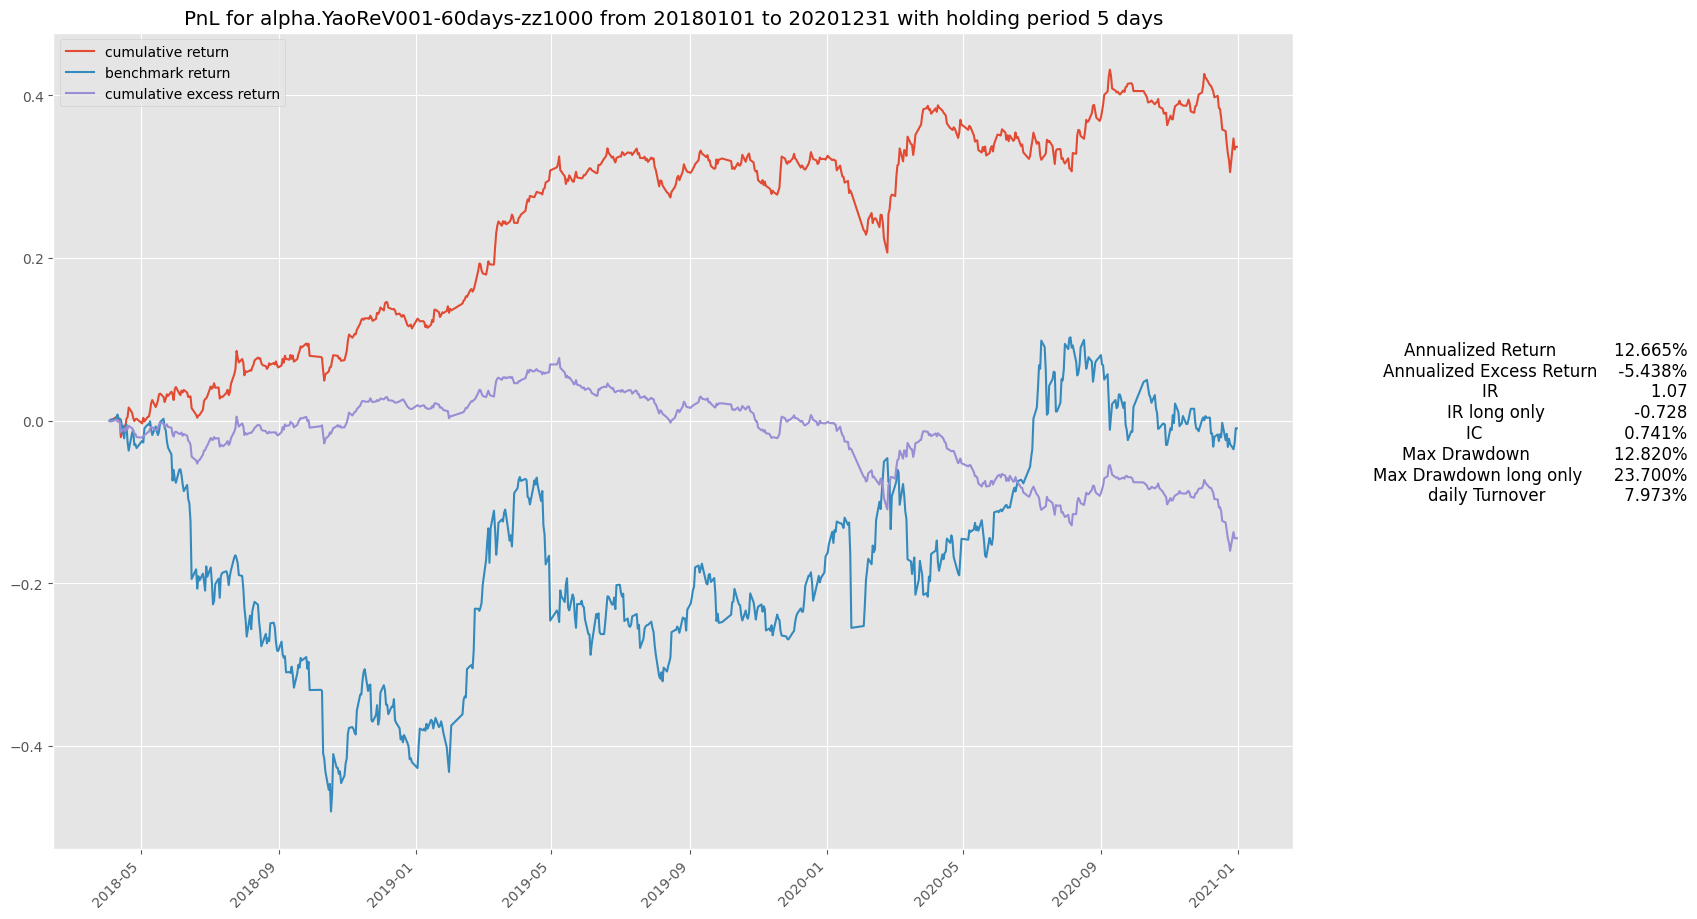 PnL for alpha.YaoReV001-60days-zz1000 from 20180101 to 20201231 with holding period 5 days
cumulative return
benchmark return
cumulative excess return
0.4
0.2
0.0
−0.2
−0.4
2018-05
2018-09
2019-01
2019-05
2019-09
2020-01
2020-05
2020-09
2021-01
Annualized Return 12.665%
Annualized Excess Return -5.438%
IR 1.07
IR long only -0.728
IC 0.741%
Max Drawdown 12.820%
Max Drawdown long only 23.700%
daily Turnover 7.973%